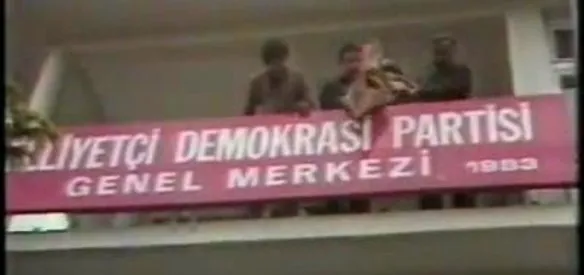 LLİYETÇİ DEMOKRASİ PARTİSİ
GENEL MERKEZİ 1983